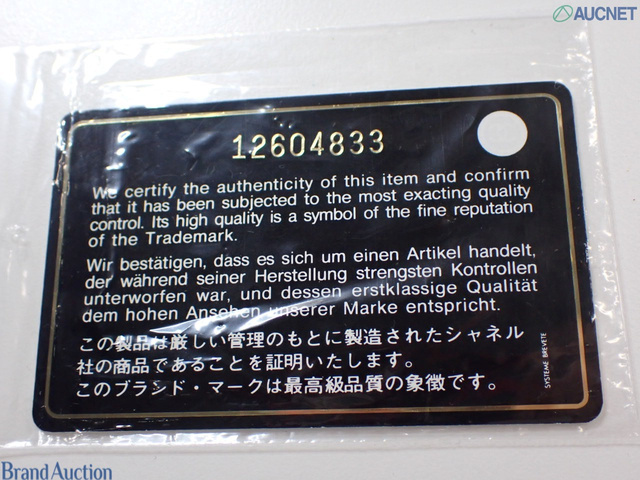 AUCNET
12604833
We certify the authenticity of this item and confirm
that it has been subjected to the most exacting quality
control. Its high quality is a symbol of the fine reputation
of the Trademark.
Wir bestätigen, dass es sich um einen Artikel handelt,
der während seiner Herstellung strengsten Kontrollen
unterworfen war, und dessen erstklassige Qualität
dem hohen Ansehen unserer Marke entspricht.
この製品は厳しい管理のもとに製造されたシャネル
社の商品であることを証明いたします。
このブランド・マークは最高級品質の象徴です。
SYSTEME BREVETE
Brand Auction